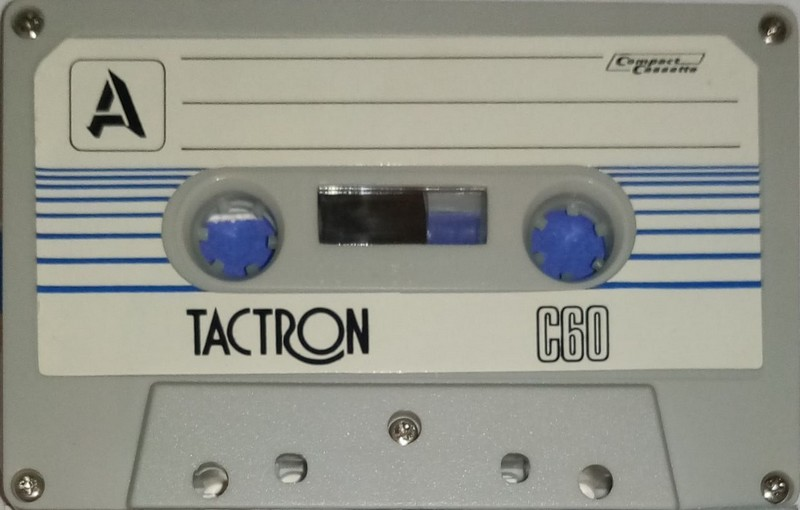 A
Compact
Cassette
TACTRON
C60